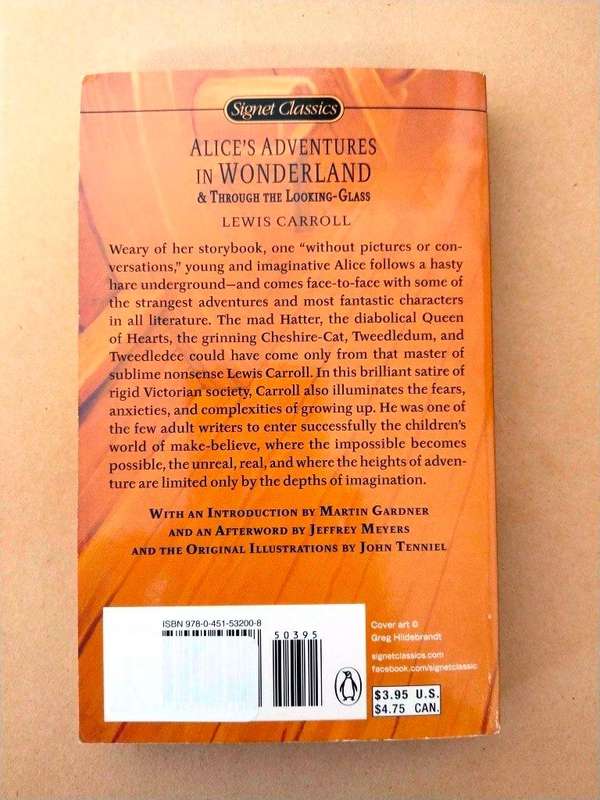 Signet Classics
ALICE'S ADVENTURES
IN WONDERLAND
& THROUGH THE LOOKING-GLASS
LEWIS CARROLL
Weary of her storybook, one “without pictures or con-
versations,” young and imaginative Alice follows a hasty
hare underground—and comes face-to-face with some of
the strangest adventures and most fantastic characters
in all literature. The mad Hatter, the diabolical Queen
of Hearts, the grinning Cheshire-Cat, Tweedledum, and
Tweedledee could have come only from that master of
sublime nonsense Lewis Carroll. In this brilliant satire of
rigid Victorian society, Carroll also illuminates the fears,
anxieties, and complexities of growing up. He was one of
the few adult writers to enter successfully the children's
world of make-believe, where the impossible becomes
possible, the unreal, real, and where the heights of adven-
ture are limited only by the depths of imagination.
WITH AN INTRODUCTION BY MARTIN GARDNER
AND AN AFTERWORD BY JEFFREY MEYERS
AND THE ORIGINAL ILLUSTRATIONS BY JOHN TENNIEL
ISBN 978-0-451-53200-8
50395
Cover art ©
Greg Hildebrandt
signetclassics.com
facebook.com/signetclassic
$3.95 U.S.
$4.75 CAN.